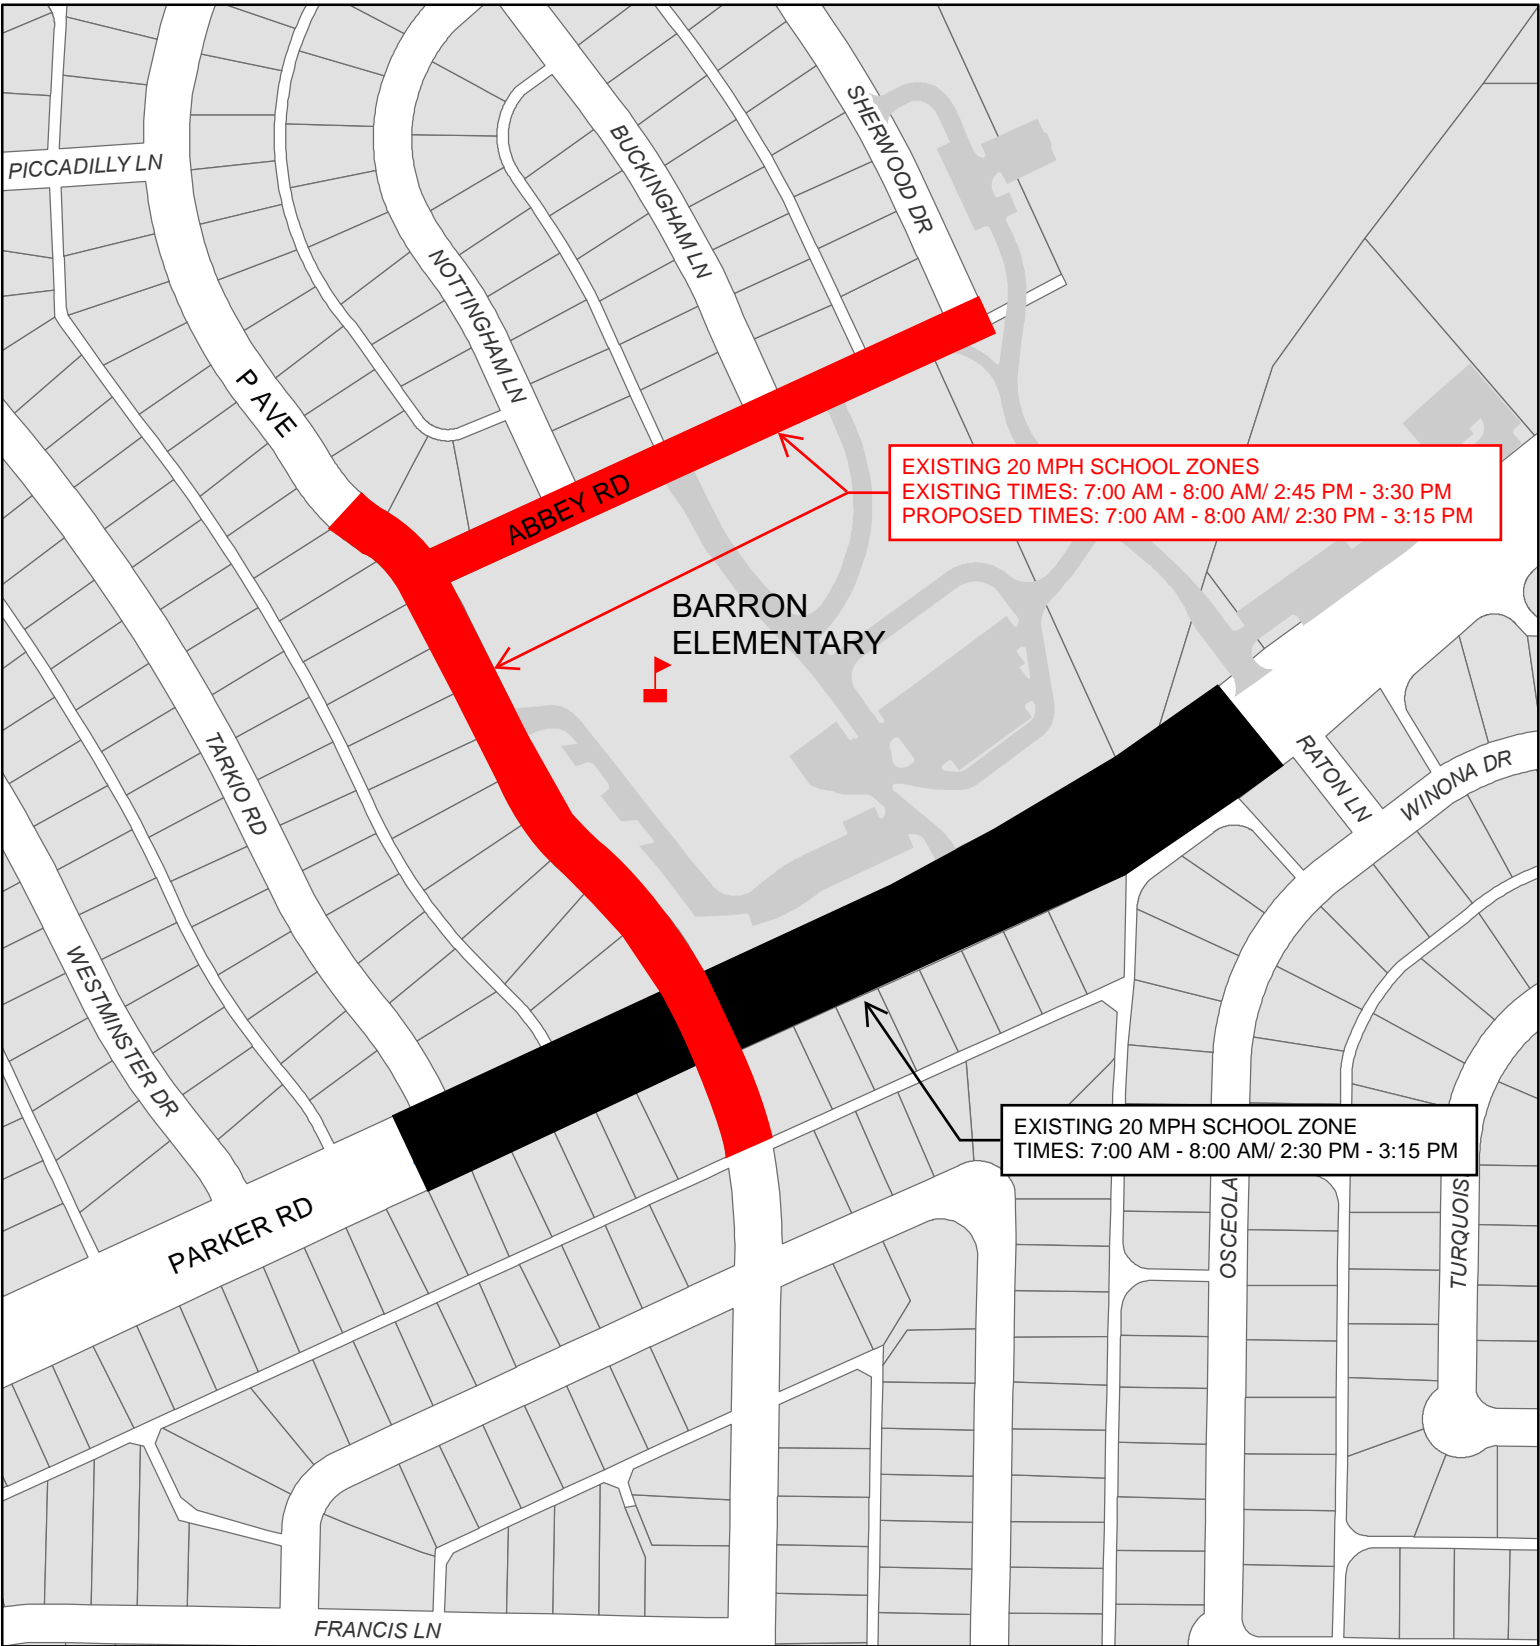 SHERWOOD DR
BUCKINGHAM LN
PICCADILLY LN
NOTTINGHAM LN
P AVE
EXISTING 20 MPH SCHOOL ZONES
EXISTING TIMES: 7:00 AM - 8:00 AM/ 2:45 PM - 3:30 PM
PROPOSED TIMES: 7:00 AM - 8:00 AM/ 2:30 PM - 3:15 PM
ABBEY RD
BARRON
ELEMENTARY
TARKIO RD
RATON LN
WINONA DR
WESTMINSTER DR
EXISTING 20 MPH SCHOOL ZONE
TIMES: 7:00 AM - 8:00 AM/ 2:30 PM - 3:15 PM
PARKER RD
OSCEOLA
TURQUOIS
FRANCIS LN